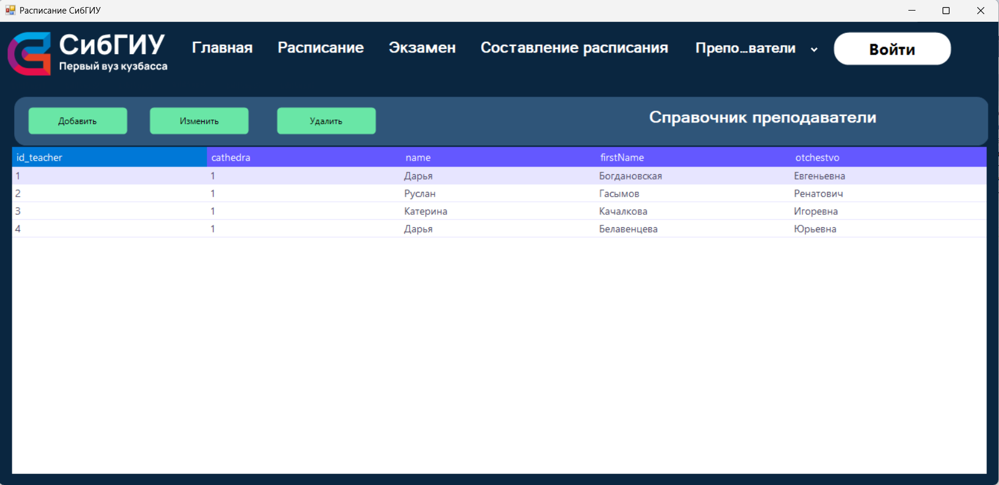 Расписание СибГИУ
СибГИУ
Первый вуз кузбасса
Главная Расписание Экзамен Составление расписания Препо...ватели Войти
Добавить Изменить Удалить Справочник преподаватели
id_teacher cathedra name firstName otchestvo
1 1 Дарья Богдановская Евгеньевна
2 1 Руслан Гасымов Ренатович
3 1 Катерина Качалкова Игоревна
4 1 Дарья Белавенцева Юрьевна